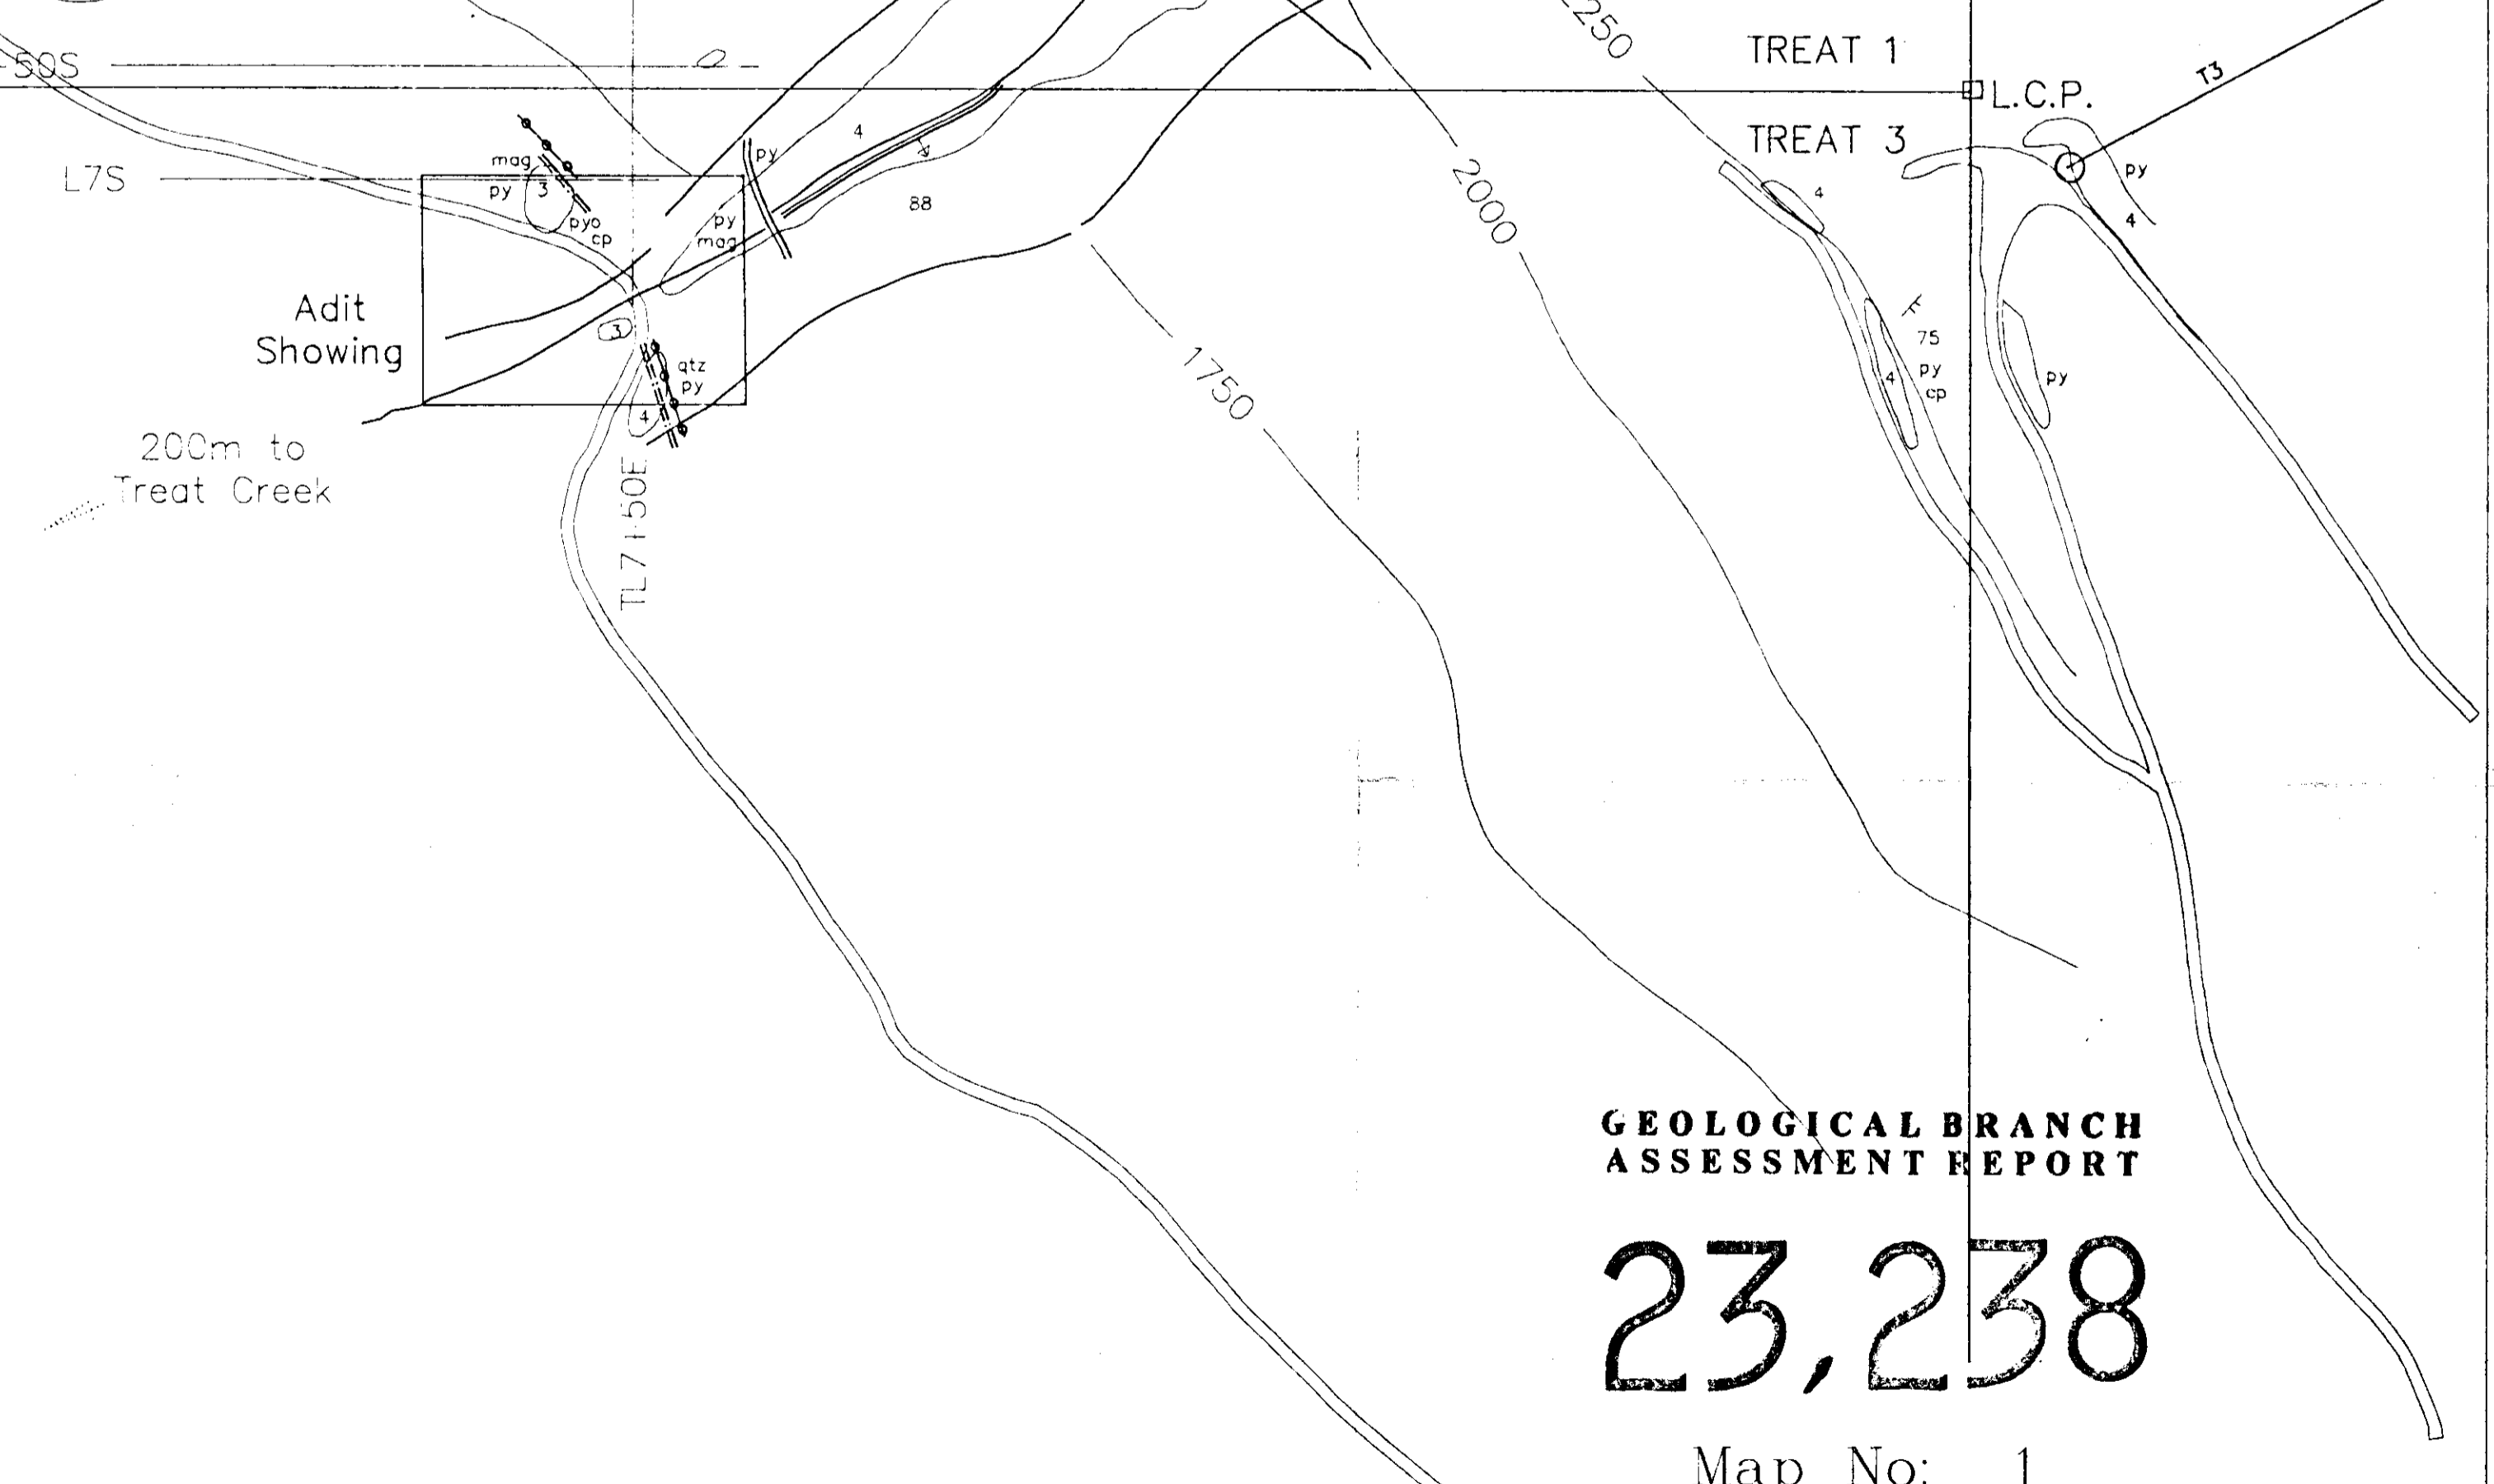 50S
TREAT 1
L.C.P.
T3
TREAT 3
L7S
mag
py
3
pyo
cp
py
4
py
mag
88
2000
4
py
4
Adit
Showing
3
qtz
py
4
1750
75
py
cp
4
py
200m to
Treat Creek
TL7+50E
GEOLOGICAL BRANCH
ASSESSMENT REPORT
23,238
Map No: 1